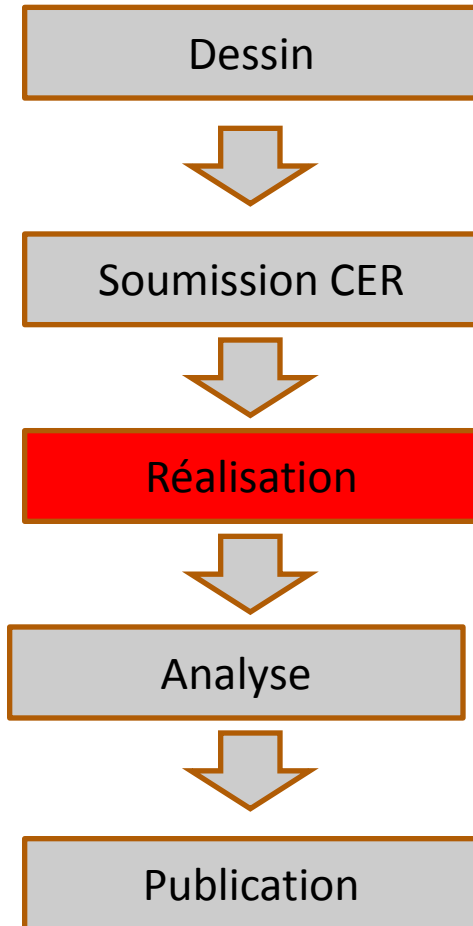 Dessin
Soumission CER
Réalisation
Analyse
Publication